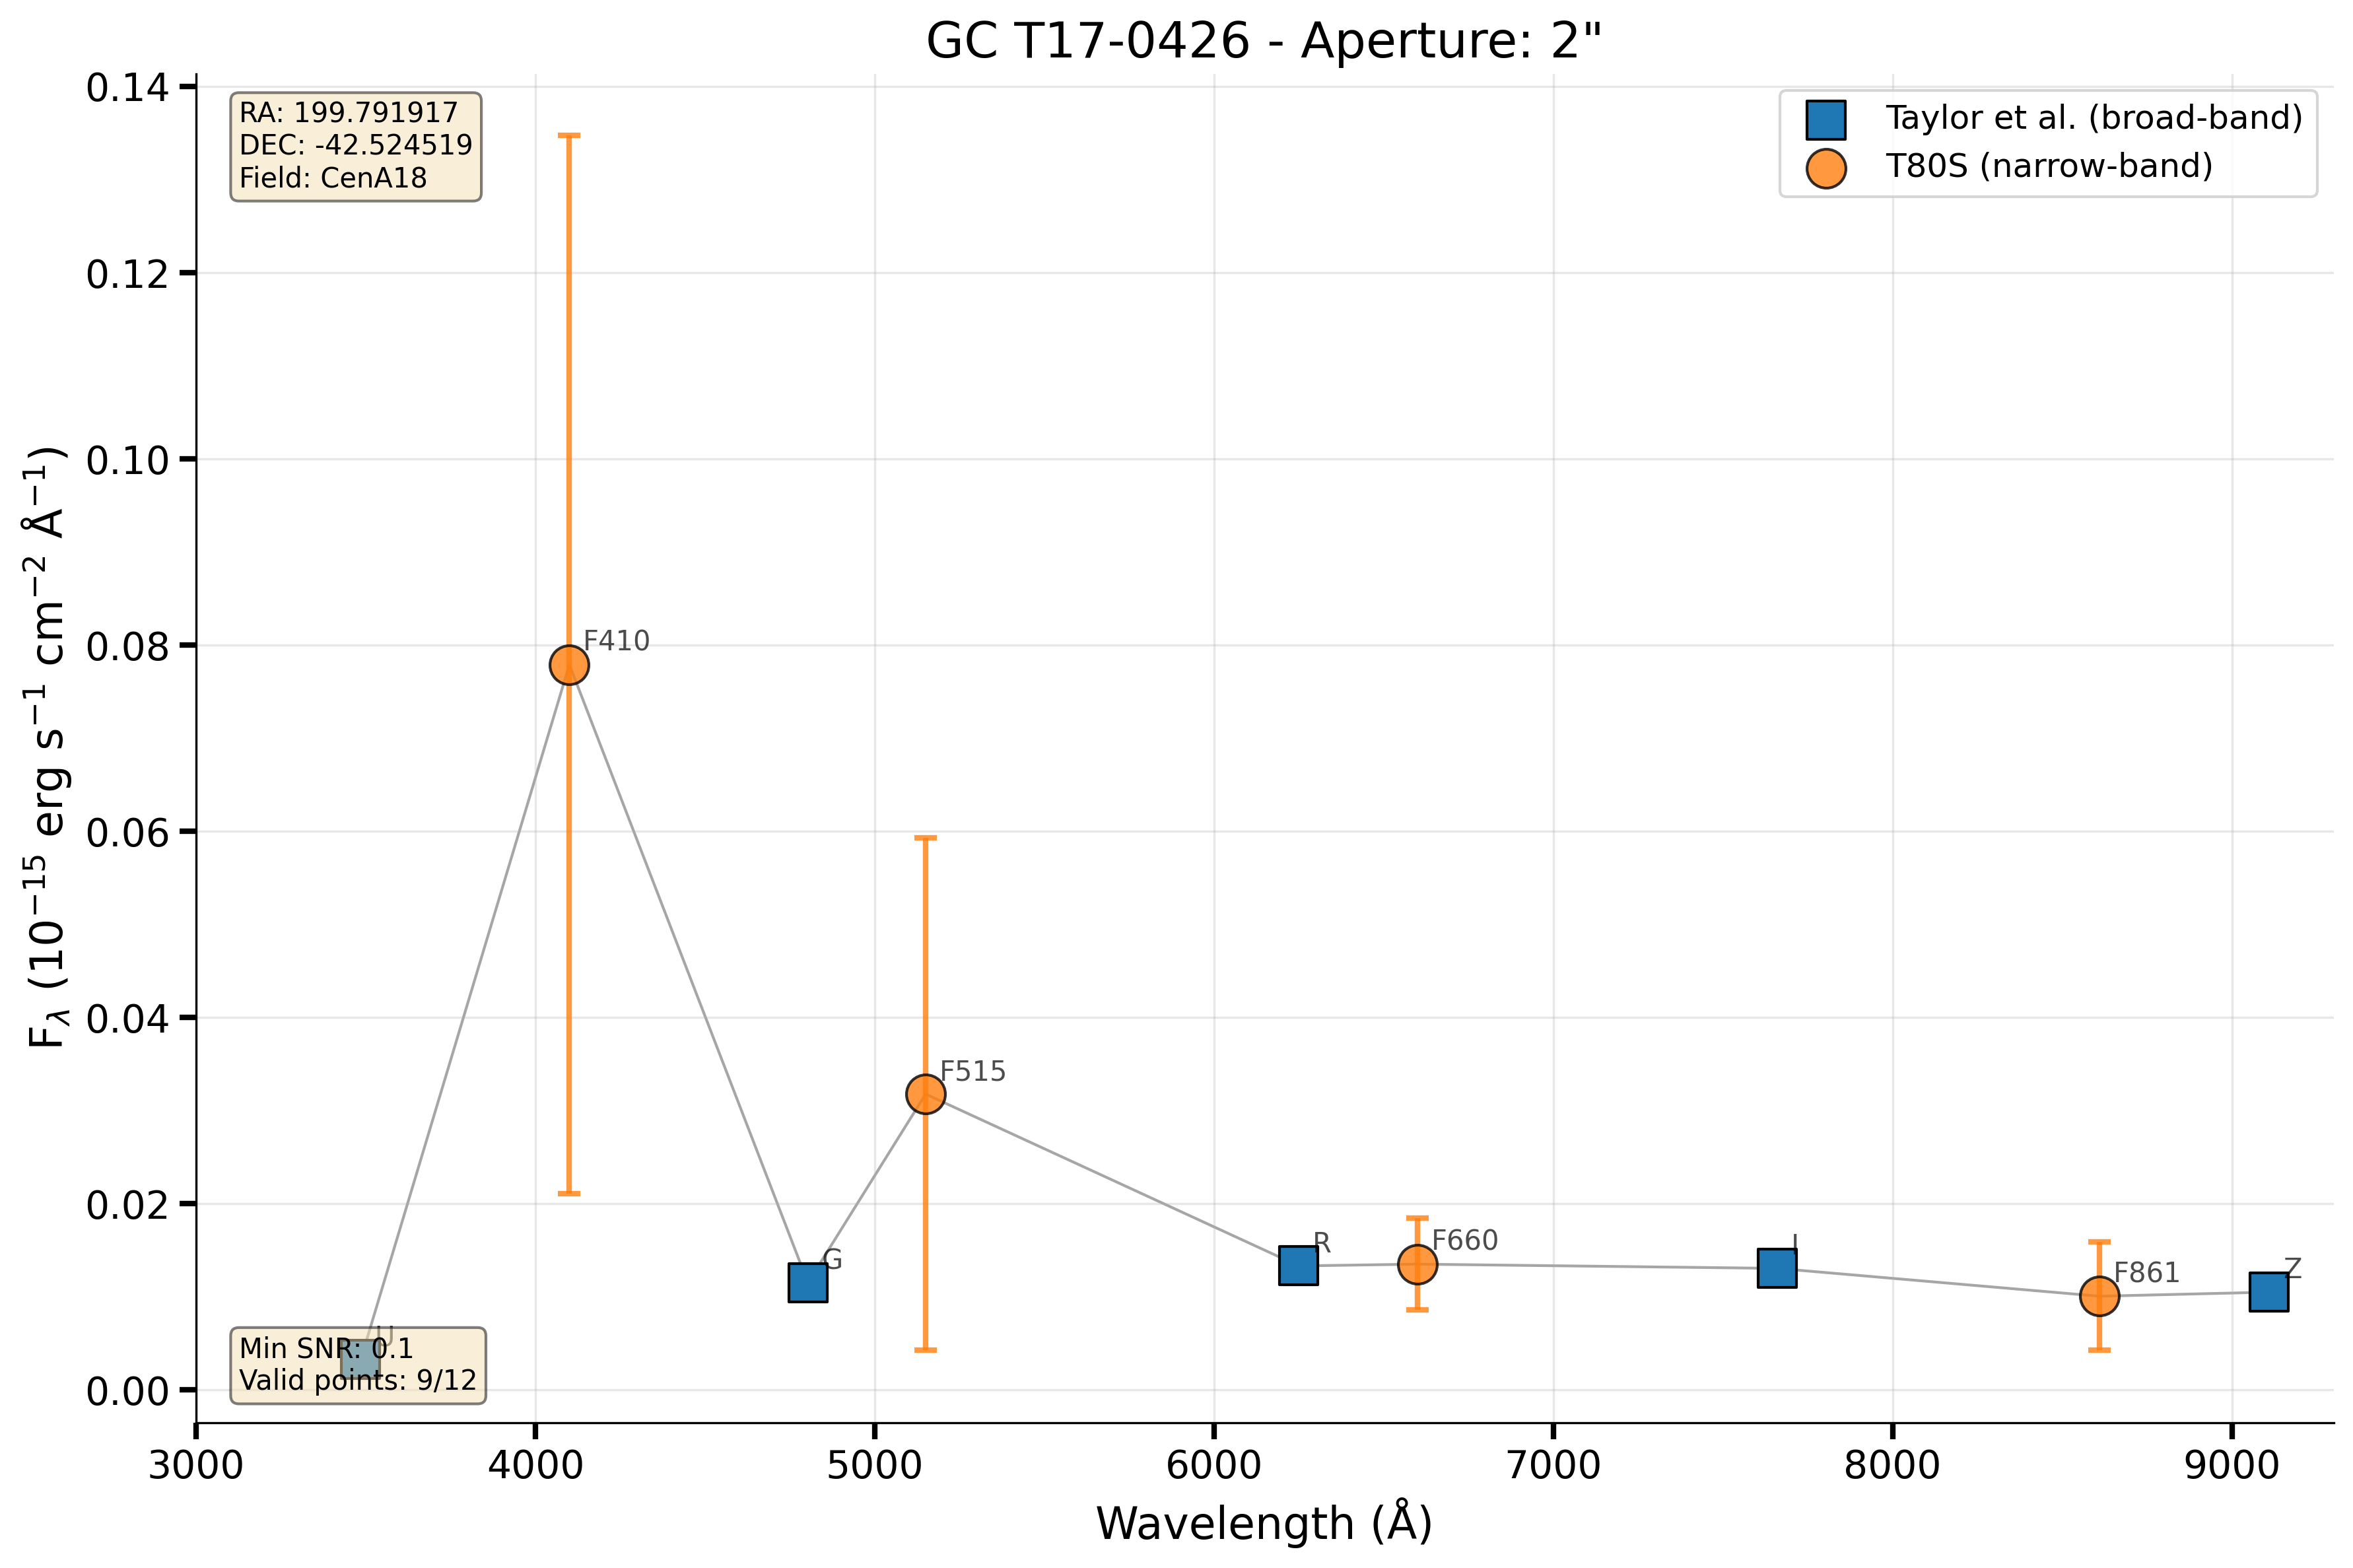 GC T17-0426 - Aperture: 2"
RA: 199.791917
DEC: -42.524519
Field: CenA18
Taylor et al. (broad-band)
T80S (narrow-band)
F$_{\lambda}$ (10$^{-15}$ erg s$^{-1}$ cm$^{-2}$ Å$^{-1}$)
0.14
0.12
0.10
0.08
0.06
0.04
0.02
0.00
F410
F515
G
R
F660
I
F861
Z
U
Min SNR: 0.1
Valid points: 9/12
3000 4000 5000 6000 7000 8000 9000
Wavelength (Å)